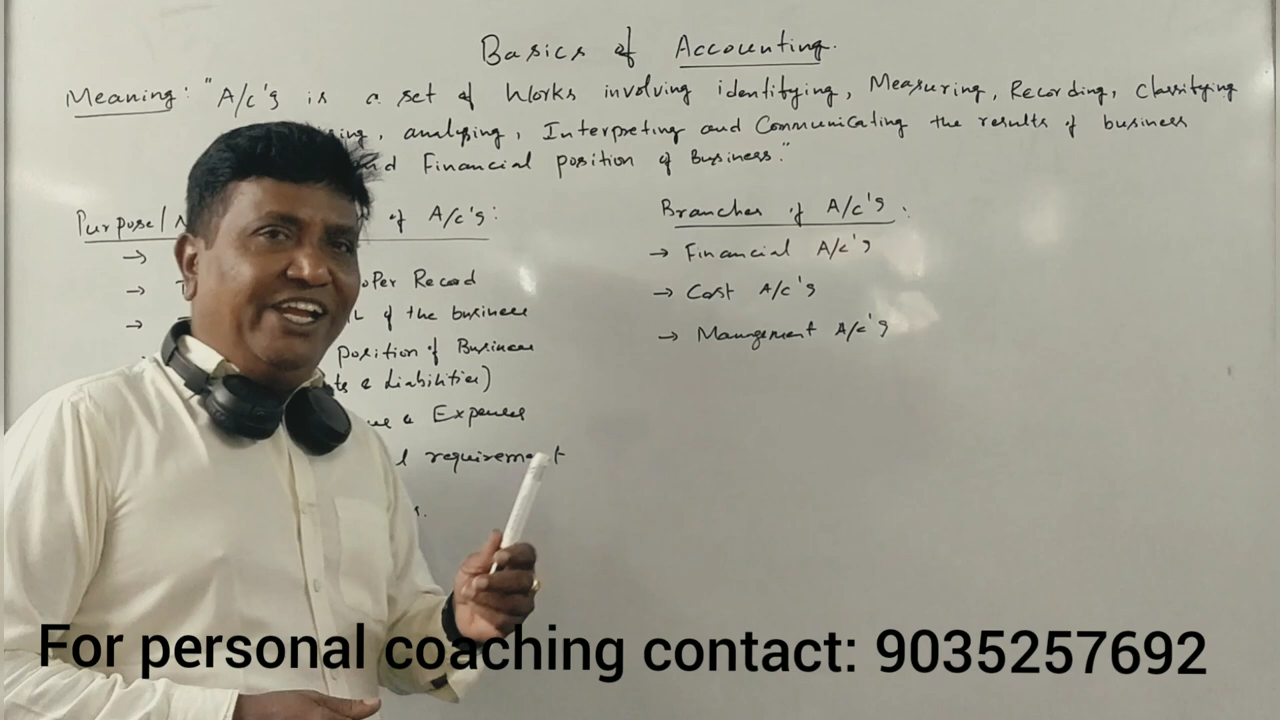 Basics of Accounting.
Meaning: "A/c'g is a set of Works involving identifying, Measuring, Recording, classifying
analysing, Interpreting and Communicating the results of business
Financial position of Business."
Purpose/ of A/c'g:
Record
of the business
position of Business
& Liabilities)
& Expenses
requirement
Branches of A/c'g:
→ Financial A/c'g
→ Cost A/c'g
→ Management A/c'g
For personal coaching contact: 9035257692